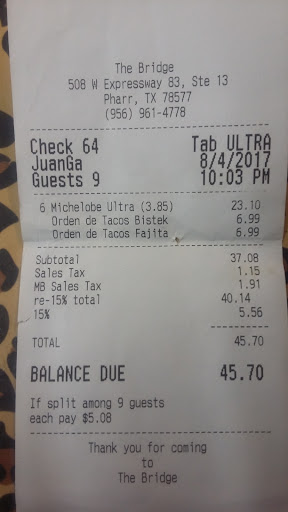 The Bridge
508 W Expressway 83, Ste 13
Pharr, TX 78577
(956) 961-4778
Check 64 Tab ULTRA
JuanGa 8/4/2017
Guests 9 10:03 PM
6 Michelobe Ultra (3.85) 23.10
Orden de Tacos Bistek 6.99
Orden de Tacos Fajita 6.99
Subtotal 37.08
Sales Tax 1.15
MB Sales Tax 1.91
re-15% total 40.14
15% 5.56
TOTAL 45.70
BALANCE DUE 45.70
If split among 9 guests
each pay $5.08
Thank you for coming
to
The Bridge